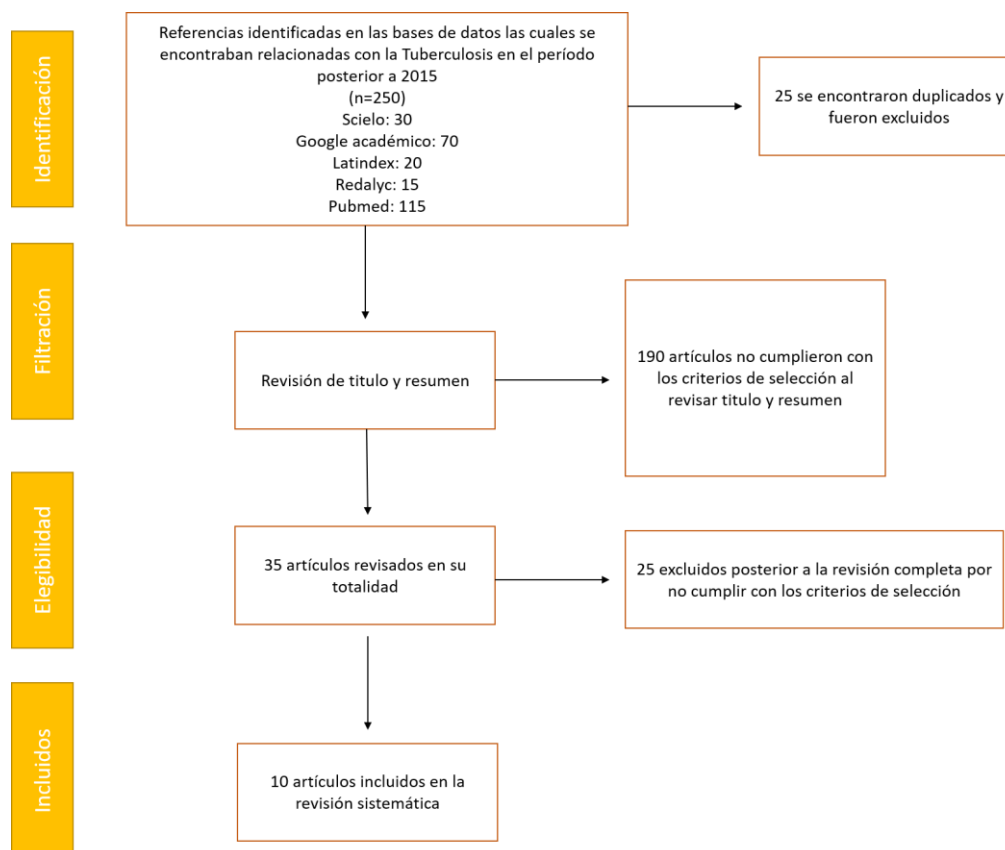 Identificación
Referencias identificadas en las bases de datos las cuales se
encontraban relacionadas con la Tuberculosis en el período
posterior a 2015
(n=250)
Scielo: 30
Google académico: 70
Latindex: 20
Redalyc: 15
Pubmed: 115
25 se encontraron duplicados y
fueron excluidos
Filtración
Revisión de titulo y resumen
190 artículos no cumplieron con
los criterios de selección al
revisar titulo y resumen
Elegibilidad
35 artículos revisados en su
totalidad
25 excluidos posterior a la revisión completa por
no cumplir con los criterios de selección
Incluidos
10 artículos incluidos en la
revisión sistemática